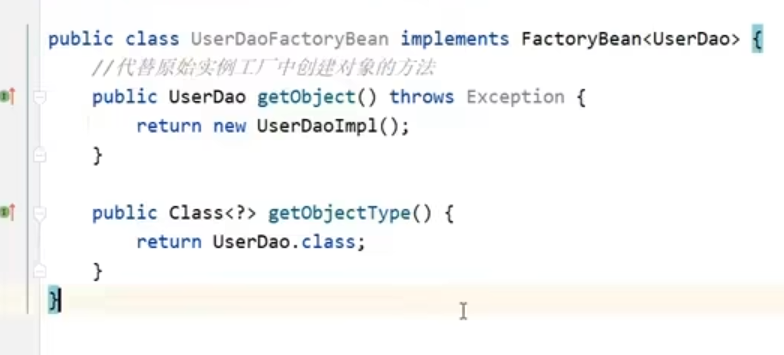 public class UserDaoFactoryBean implements FactoryBean<UserDao> {
//代替原始实例工厂中创建对象的方法
public UserDao getObject() throws Exception {
return new UserDaoImpl();
}
public Class<?> getObjectType() {
return UserDao.class;
}
}